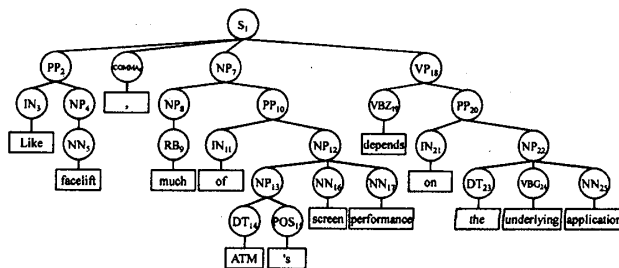 S1
PP2 COMMA, NP7 VP18
IN3 NP4 NP8 PP10 VBZ19 PP20
Like NN5 , RB9 IN11 NP12 depends IN21 NP22
facelift much of NP13 NN16 NN17 on DT23 VBG24 NN25
DT14 POS15 screen performance the underlying application
ATM 's